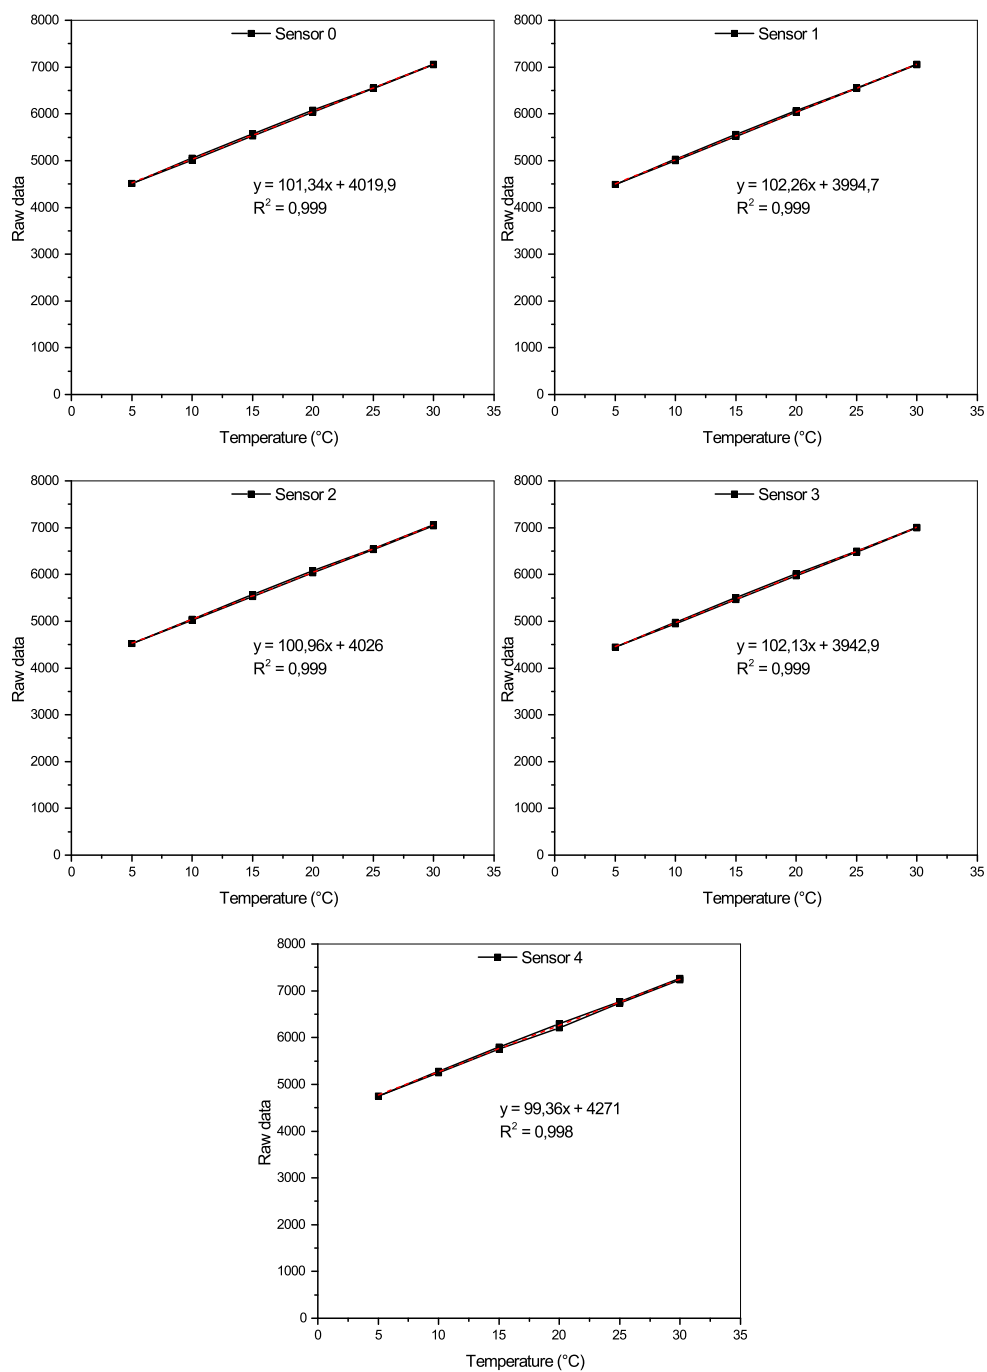 Sensor 0
8000
7000
6000
5000
4000
3000
2000
1000
0
Raw data
y = 101,34x + 4019,9
R² = 0,999
0 5 10 15 20 25 30 35
Temperature (°C)
Sensor 1
8000
7000
6000
5000
4000
3000
2000
1000
0
Raw data
y = 102,26x + 3994,7
R² = 0,999
0 5 10 15 20 25 30 35
Temperature (°C)
Sensor 2
8000
7000
6000
5000
4000
3000
2000
1000
0
Raw data
y = 100,96x + 4026
R² = 0,999
0 5 10 15 20 25 30 35
Temperature (°C)
Sensor 3
8000
7000
6000
5000
4000
3000
2000
1000
0
Raw data
y = 102,13x + 3942,9
R² = 0,999
0 5 10 15 20 25 30 35
Temperature (°C)
Sensor 4
8000
7000
6000
5000
4000
3000
2000
1000
0
Raw data
y = 99,36x + 4271
R² = 0,998
0 5 10 15 20 25 30 35
Temperature (°C)